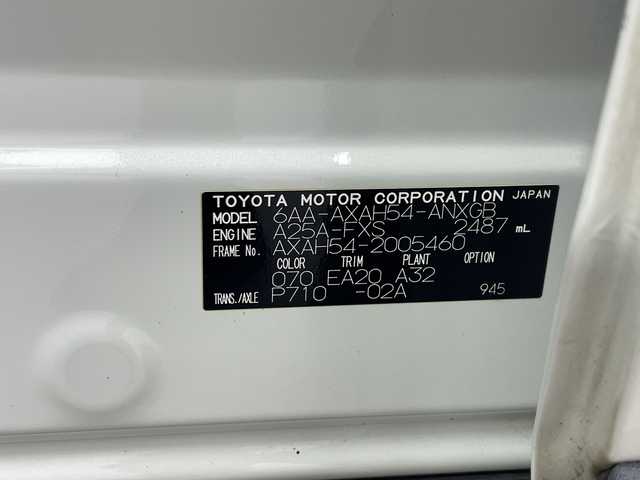 TOYOTA MOTOR CORPORATION JAPAN
MODEL 6AA-AXAH54-ANXGB
ENGINE A25A-FXS 2487 mL
FRAME No. AXAH54-2005460
COLOR TRIM PLANT OPTION
070 EA20 A32
TRANS./AXLE P710 -02A 945